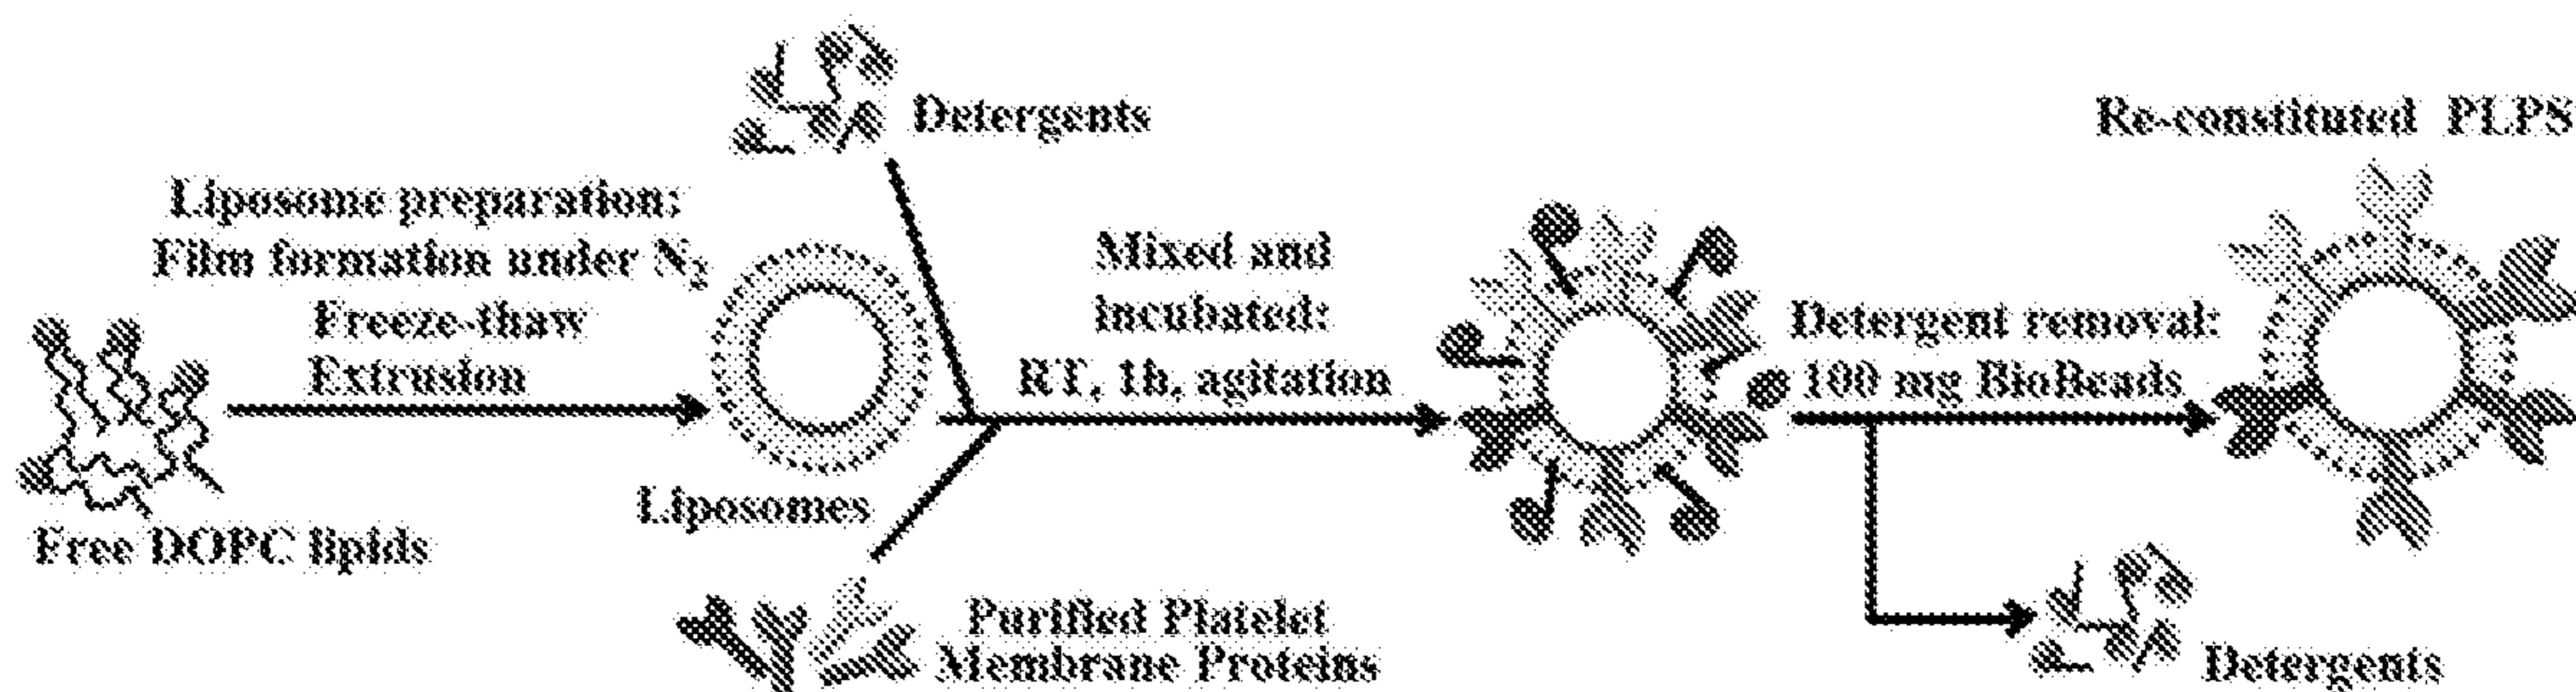 Detergents
Re-constituted PLPS
Liposome preparation:
Film formation under N₂
Freeze-thaw
Extrusion
Mixed and
incubated:
RT, 1h, agitation
Detergent removal:
100 mg BioBeads
Liposomes
Free DOPC lipids
Purified Platelet
Membrane Proteins
Detergents